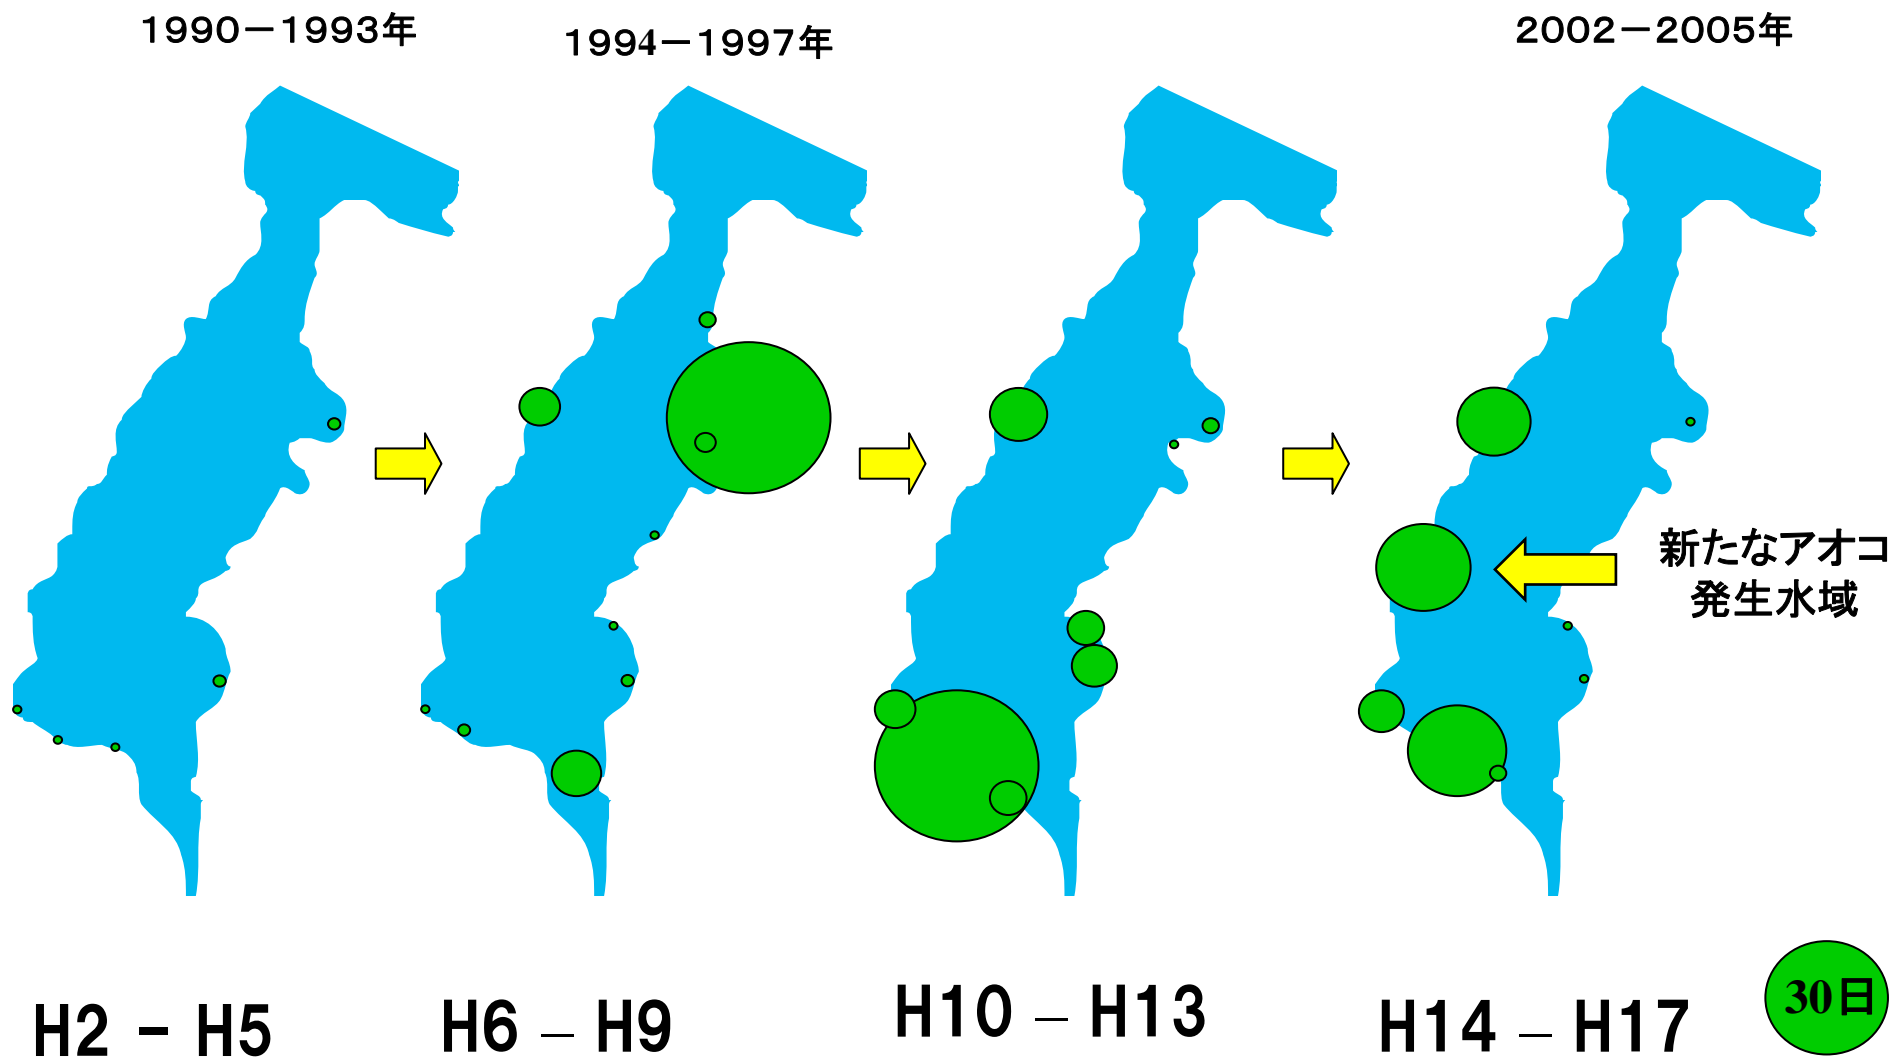 1990－1993年
1994－1997年
2002－2005年
新たなアオコ
発生水域
H2 － H5
H6 － H9
H10 － H13
H14 － H17
30日